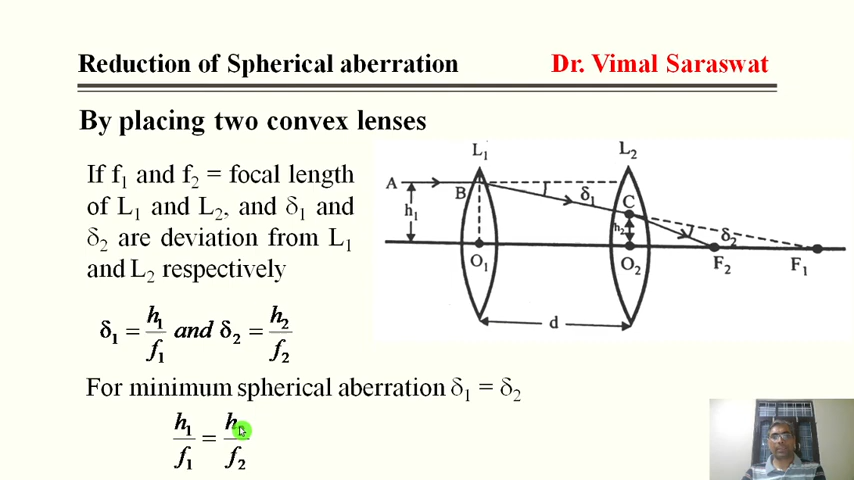 Reduction of Spherical aberration Dr. Vimal Saraswat
By placing two convex lenses
If f₁ and f₂ = focal length
of L₁ and L₂, and δ₁ and
δ₂ are deviation from L₁
and L₂ respectively
δ₁ = h₁/f₁ and δ₂ = h₂/f₂
For minimum spherical aberration δ₁ = δ₂
h₁/f₁ = h/f₂
L₁ L₂
A
B δ₁ C
h₁ h₂ δ₂
O₁ O₂ F₂ F₁
d